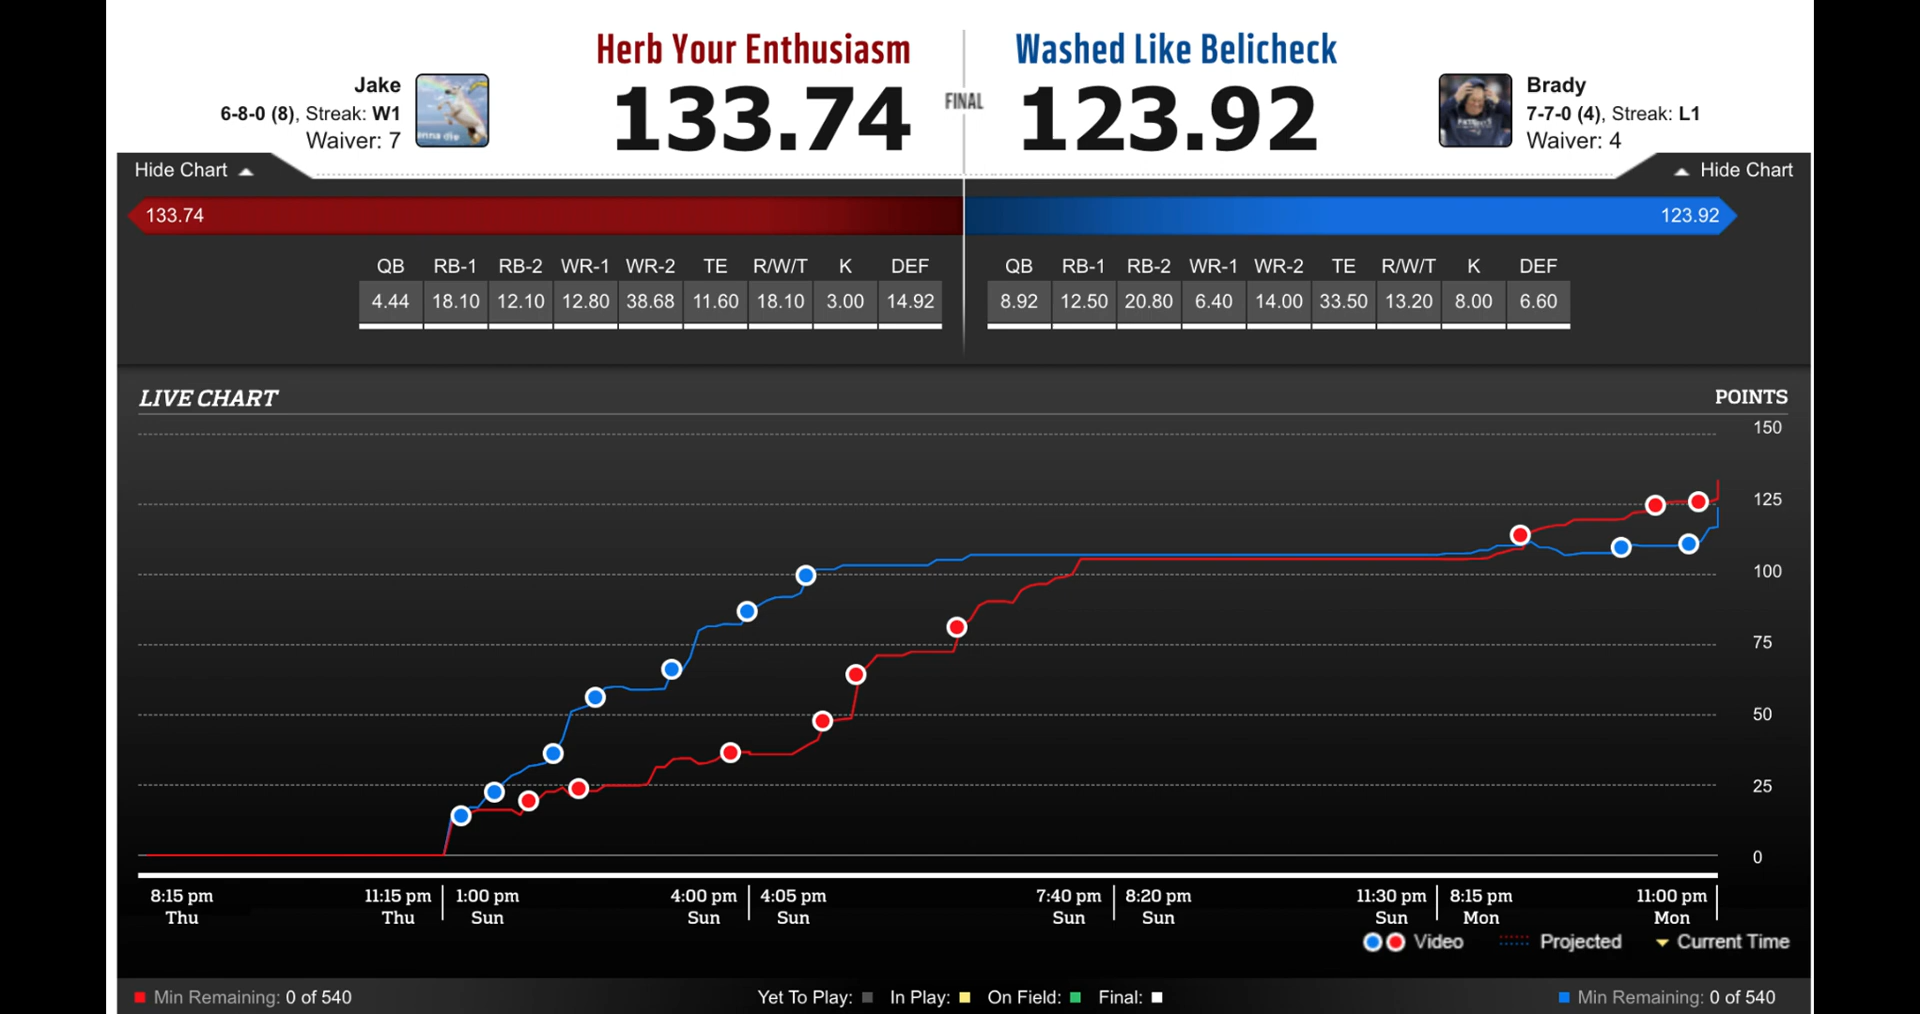 Herb Your Enthusiasm
Washed Like Belicheck
Jake
6-8-0 (8), Streak: W1
Waiver: 7
133.74
FINAL
123.92
Brady
7-7-0 (4), Streak: L1
Waiver: 4
PATRIOTS
nna die
Hide Chart
Hide Chart
133.74
123.92
QB RB-1 RB-2 WR-1 WR-2 TE R/W/T K DEF
4.44 18.10 12.10 12.80 38.68 11.60 18.10 3.00 14.92
QB RB-1 RB-2 WR-1 WR-2 TE R/W/T K DEF
8.92 12.50 20.80 6.40 14.00 33.50 13.20 8.00 6.60
LIVE CHART
POINTS
150
125
100
75
50
25
0
8:15 pm Thu
11:15 pm Thu
1:00 pm Sun
4:00 pm Sun
4:05 pm Sun
7:40 pm Sun
8:20 pm Sun
11:30 pm Sun
8:15 pm Mon
11:00 pm Mon
Video Projected Current Time
Min Remaining: 0 of 540
Yet To Play: In Play: On Field: Final:
Min Remaining: 0 of 540